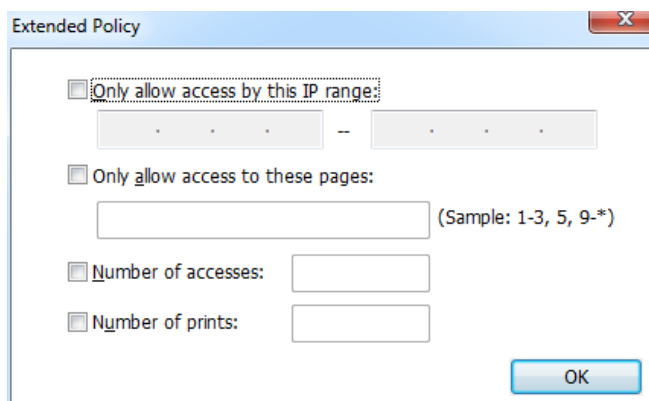 Extended Policy
x
Only allow access by this IP range:
. . . -- . . .
Only allow access to these pages:
(Sample: 1-3, 5, 9-*)
Number of accesses:
Number of prints:
OK